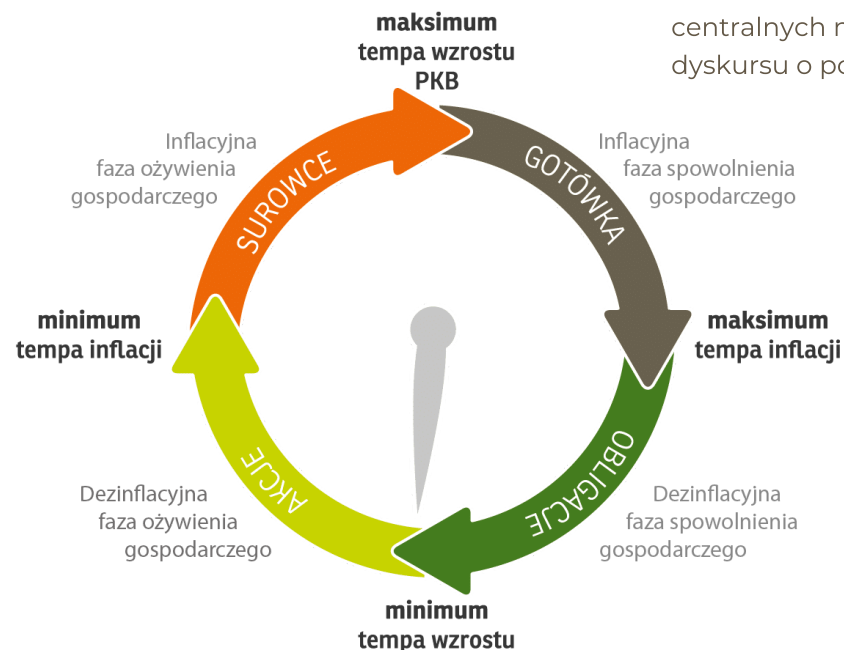 maksimum
tempa wzrostu
PKB
centralnych
dyskursu o
Inflacyjna
faza ożywienia
gospodarczego
SUROWCE
GOTÓWKA
Inflacyjna
faza spowolnienia
gospodarczego
minimum
tempa inflacji
maksimum
tempa inflacji
AKCJE
OBLIGACJE
Dezinflacyjna
faza ożywienia
gospodarczego
Dezinflacyjna
faza spowolnienia
gospodarczego
minimum
tempa wzrostu